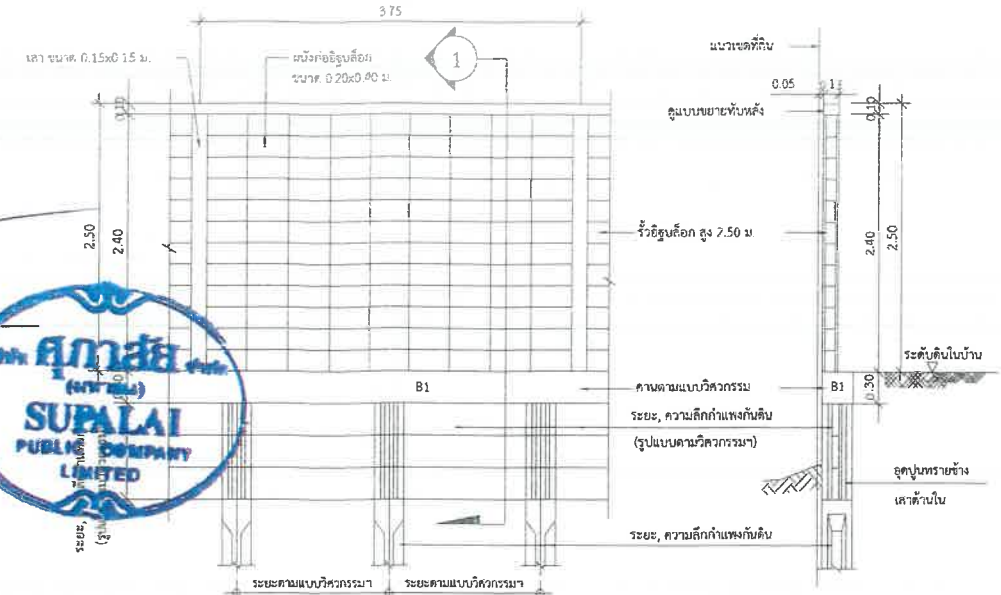 3.75
เสา ขนาด 0.15x0.15 ม.
ผนังก่ออิฐบล็อก
ขนาด 0.20x0.40 ม.
1
แนวเขตที่ดิน
0.05
1
0.10
ดูแบบขยายทับหลัง
0.10
2.50
2.40
รั้วอิฐบล็อก สูง 2.50 ม.
2.40
2.50
ระดับดินในบ้าน
B1
คานตามแบบวิศวกรรม
B1
0.30
ศุภาลัย
SUPALAI
PUBLIC COMPANY
LIMITED
ระยะ, ความลึกกำแพงกันดิน
(รูปแบบตามวิศวกรรมฯ)
อุดปูนทรายข้าง
เสาด้านใน
ระยะ, ความลึกกำแพงกันดิน
ระยะตามแบบวิศวกรรมฯ
ระยะตามแบบวิศวกรรมฯ